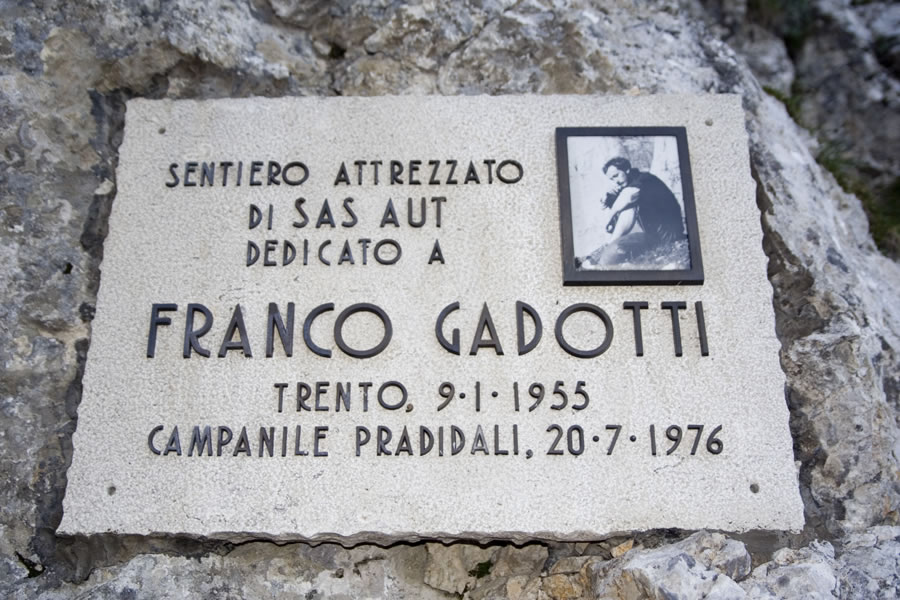 SENTIERO ATTREZZATO
DI SAS AUT
DEDICATO A
FRANCO GADOTTI
TRENTO, 9·1·1955
CAMPANILE PRADIDALI, 20·7·1976